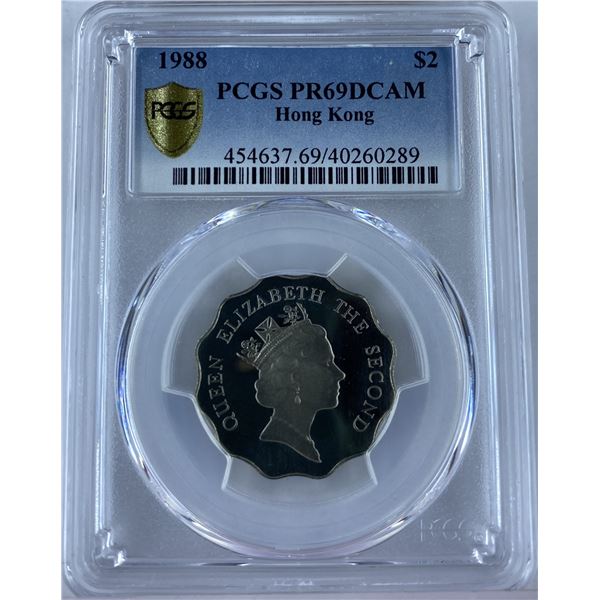 1988 $2
PCGS PR69DCAM
PCGS
Hong Kong
454637.69/40260289
QUEEN ELIZABETH THE SECOND
PCGS